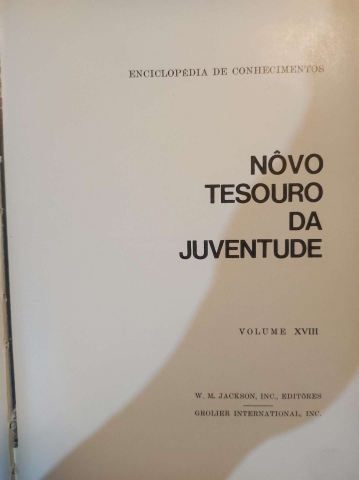 ENCICLOPÉDIA DE CONHECIMENTOS
NÔVO
TESOURO
DA
JUVENTUDE
VOLUME XVIII
W. M. JACKSON, INC., EDITÔRES
GROLIER INTERNATIONAL, INC.